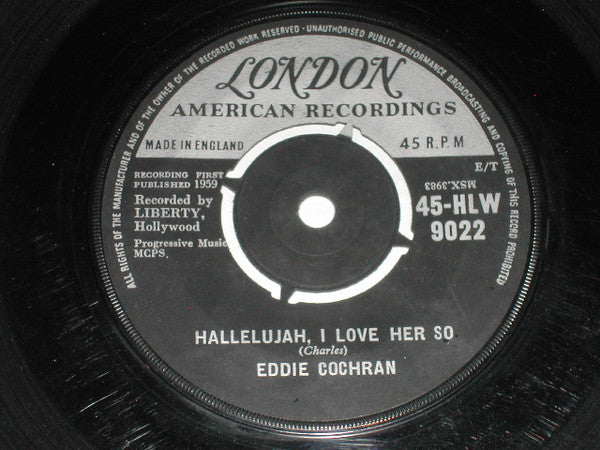 ALL RIGHTS OF THE MANUFACTURER AND OF THE OWNER OF THE RECORDED WORK RESERVED - UNAUTHORISED PUBLIC PERFORMANCE BROADCASTING AND COPYING OF THIS RECORD PROHIBITED
LONDON
AMERICAN RECORDINGS
MADE IN ENGLAND
45 R.P.M
E/T
RECORDING FIRST
PUBLISHED 1959
MSX.3963
Recorded by
LIBERTY,
Hollywood
45-HLW
9022
Progressive Music
MCPS.
HALLELUJAH, I LOVE HER SO
(Charles)
EDDIE COCHRAN